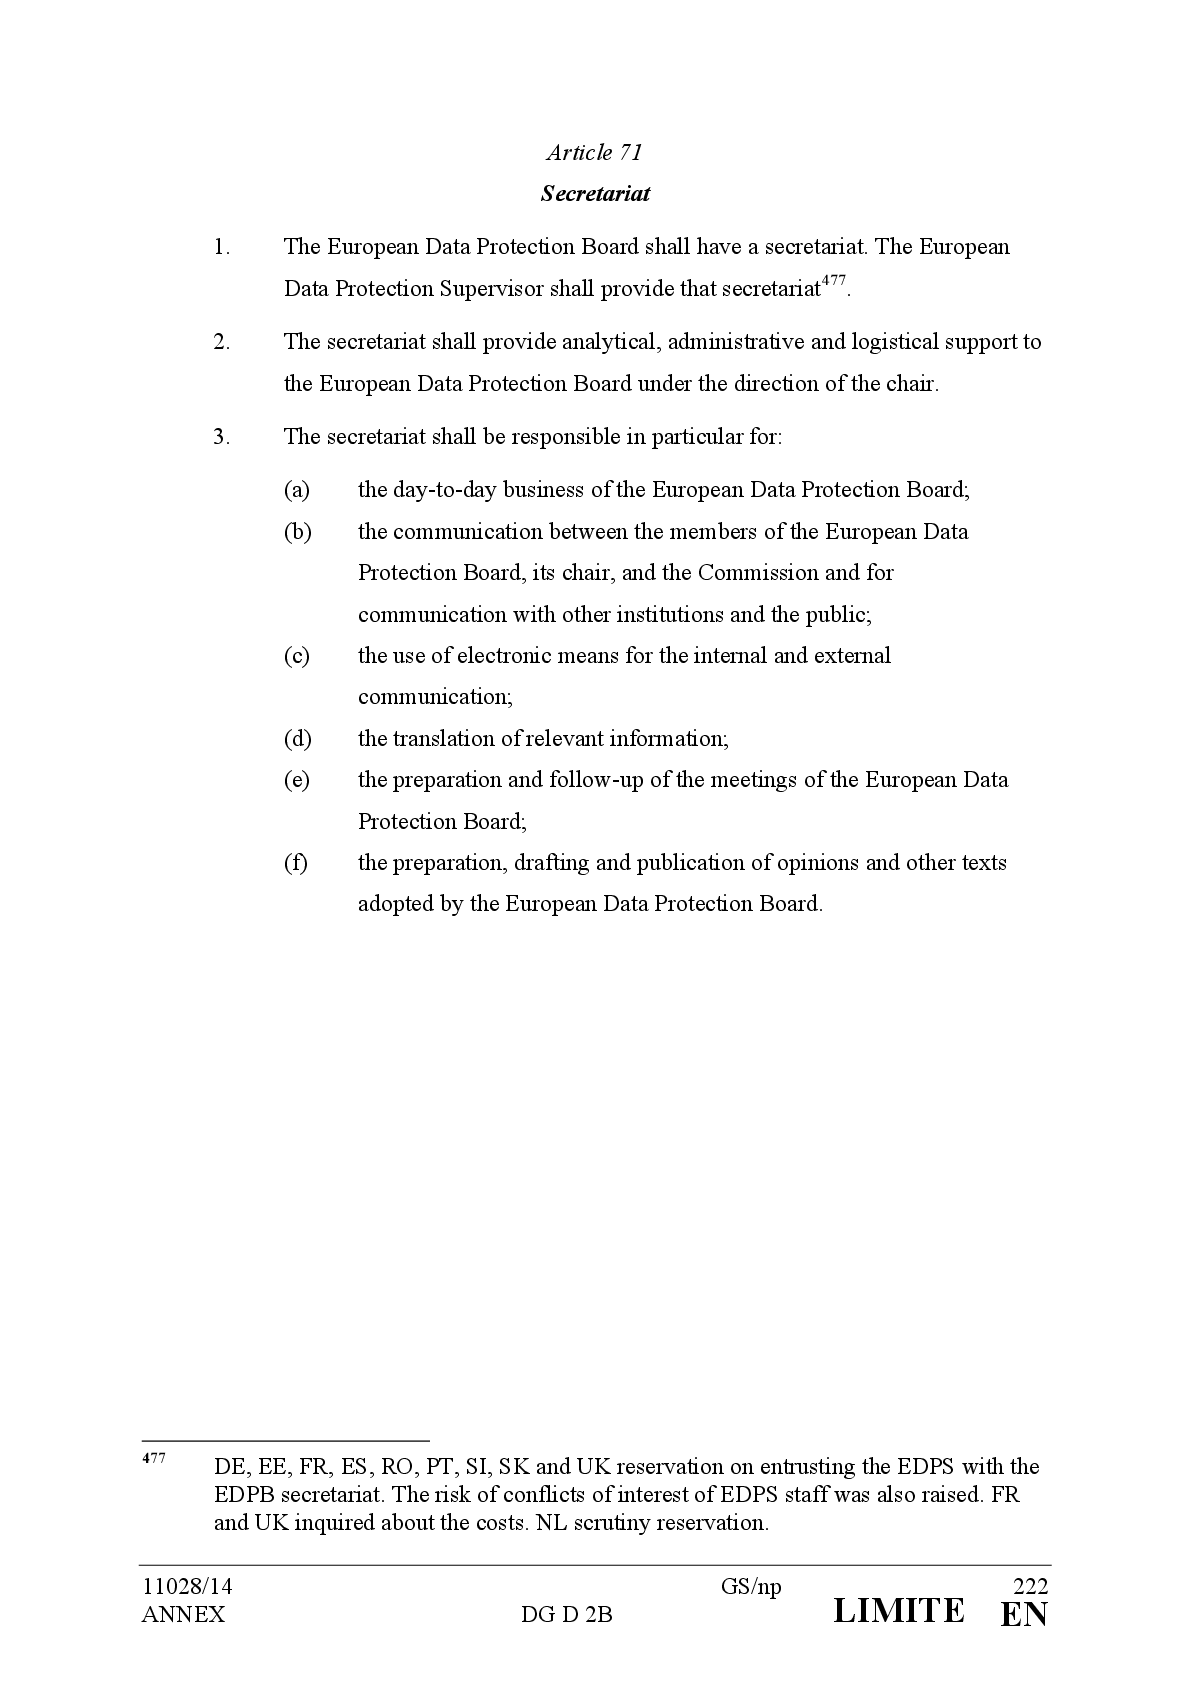 Article 71
Secretariat
1. The European Data Protection Board shall have a secretariat. The European
Data Protection Supervisor shall provide that secretariat477.
2. The secretariat shall provide analytical, administrative and logistical support to
the European Data Protection Board under the direction of the chair.
3. The secretariat shall be responsible in particular for:
(a) the day-to-day business of the European Data Protection Board;
(b) the communication between the members of the European Data
Protection Board, its chair, and the Commission and for
communication with other institutions and the public;
(c) the use of electronic means for the internal and external
communication;
(d) the translation of relevant information;
(e) the preparation and follow-up of the meetings of the European Data
Protection Board;
(f) the preparation, drafting and publication of opinions and other texts
adopted by the European Data Protection Board.
477 DE, EE, FR, ES, RO, PT, SI, SK and UK reservation on entrusting the EDPS with the
EDPB secretariat. The risk of conflicts of interest of EDPS staff was also raised. FR
and UK inquired about the costs. NL scrutiny reservation.
11028/14 GS/np 222
ANNEX DG D 2B LIMITE EN